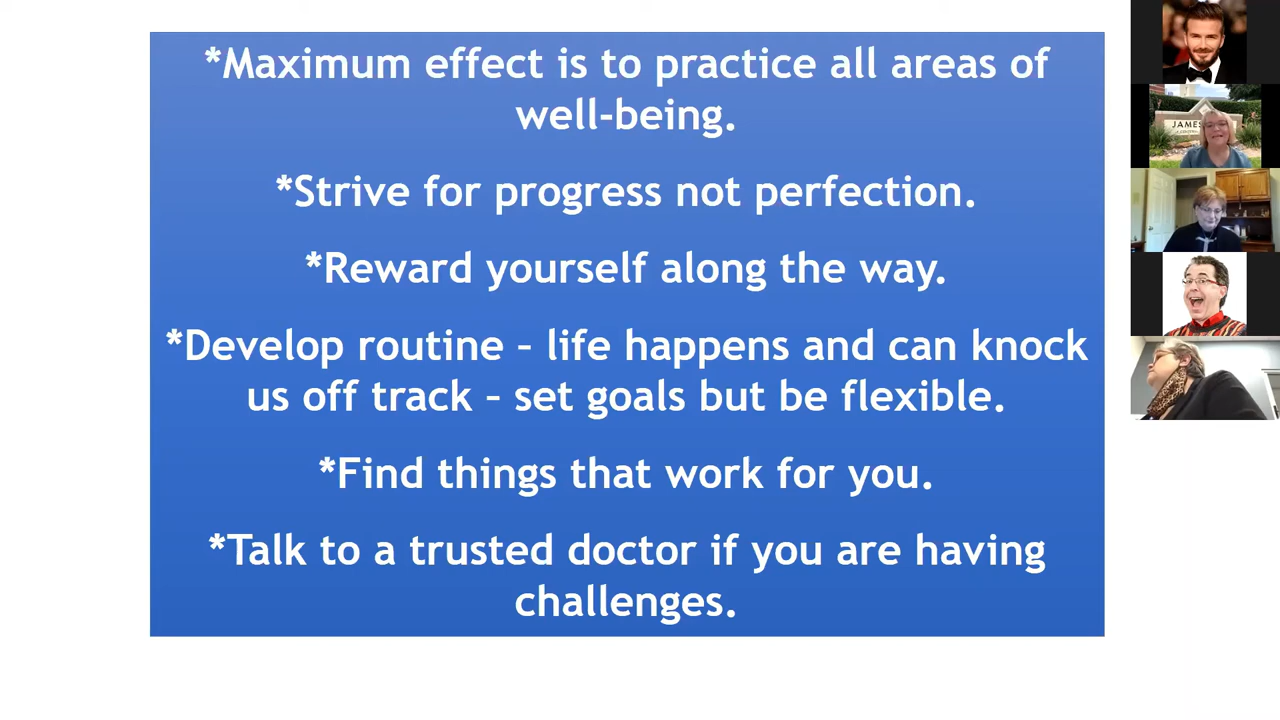 *Maximum effect is to practice all areas of
well-being.
*Strive for progress not perfection.
*Reward yourself along the way.
*Develop routine – life happens and can knock
us off track – set goals but be flexible.
*Find things that work for you.
*Talk to a trusted doctor if you are having
challenges.
JAMES